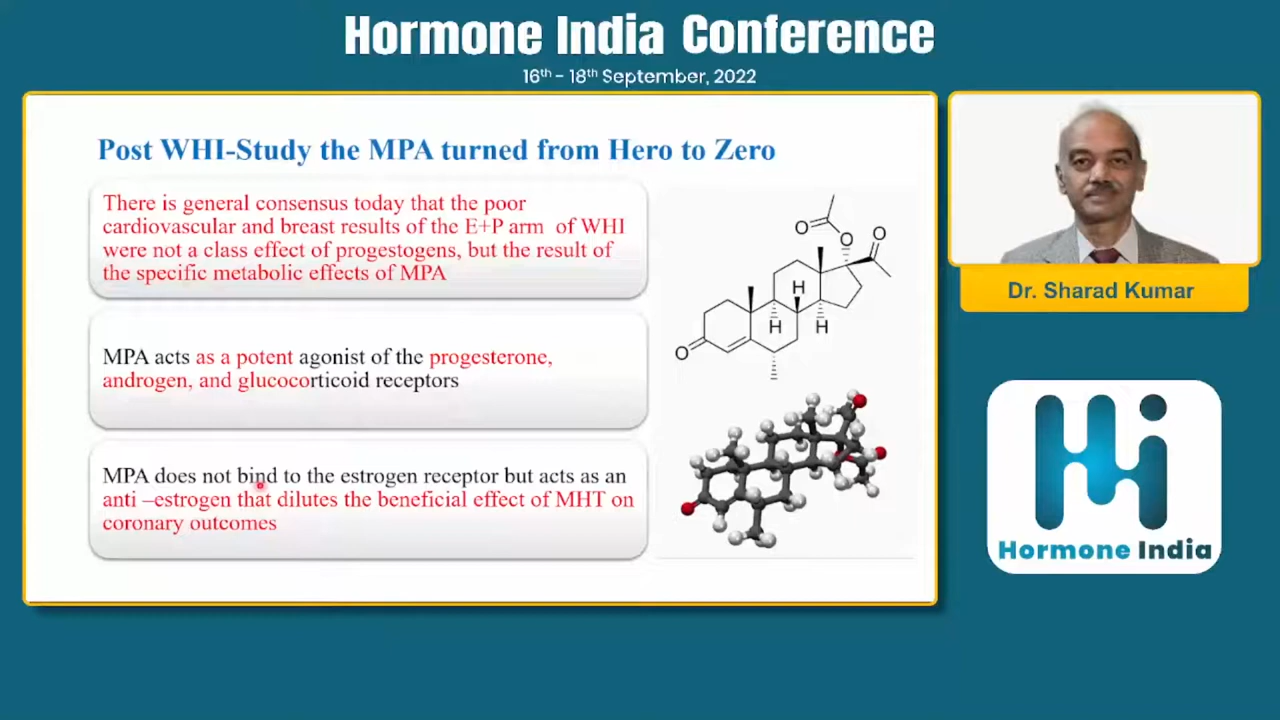 Hormone India Conference
16th - 18th September, 2022
Post WHI-Study the MPA turned from Hero to Zero
There is general consensus today that the poor
cardiovascular and breast results of the E+P arm of WHI
were not a class effect of progestogens, but the result of
the specific metabolic effects of MPA
MPA acts as a potent agonist of the progesterone,
androgen, and glucocorticoid receptors
MPA does not bind to the estrogen receptor but acts as an
anti –estrogen that dilutes the beneficial effect of MHT on
coronary outcomes
O
O
O
H
H
H
O
Dr. Sharad Kumar
Hi
Hormone India